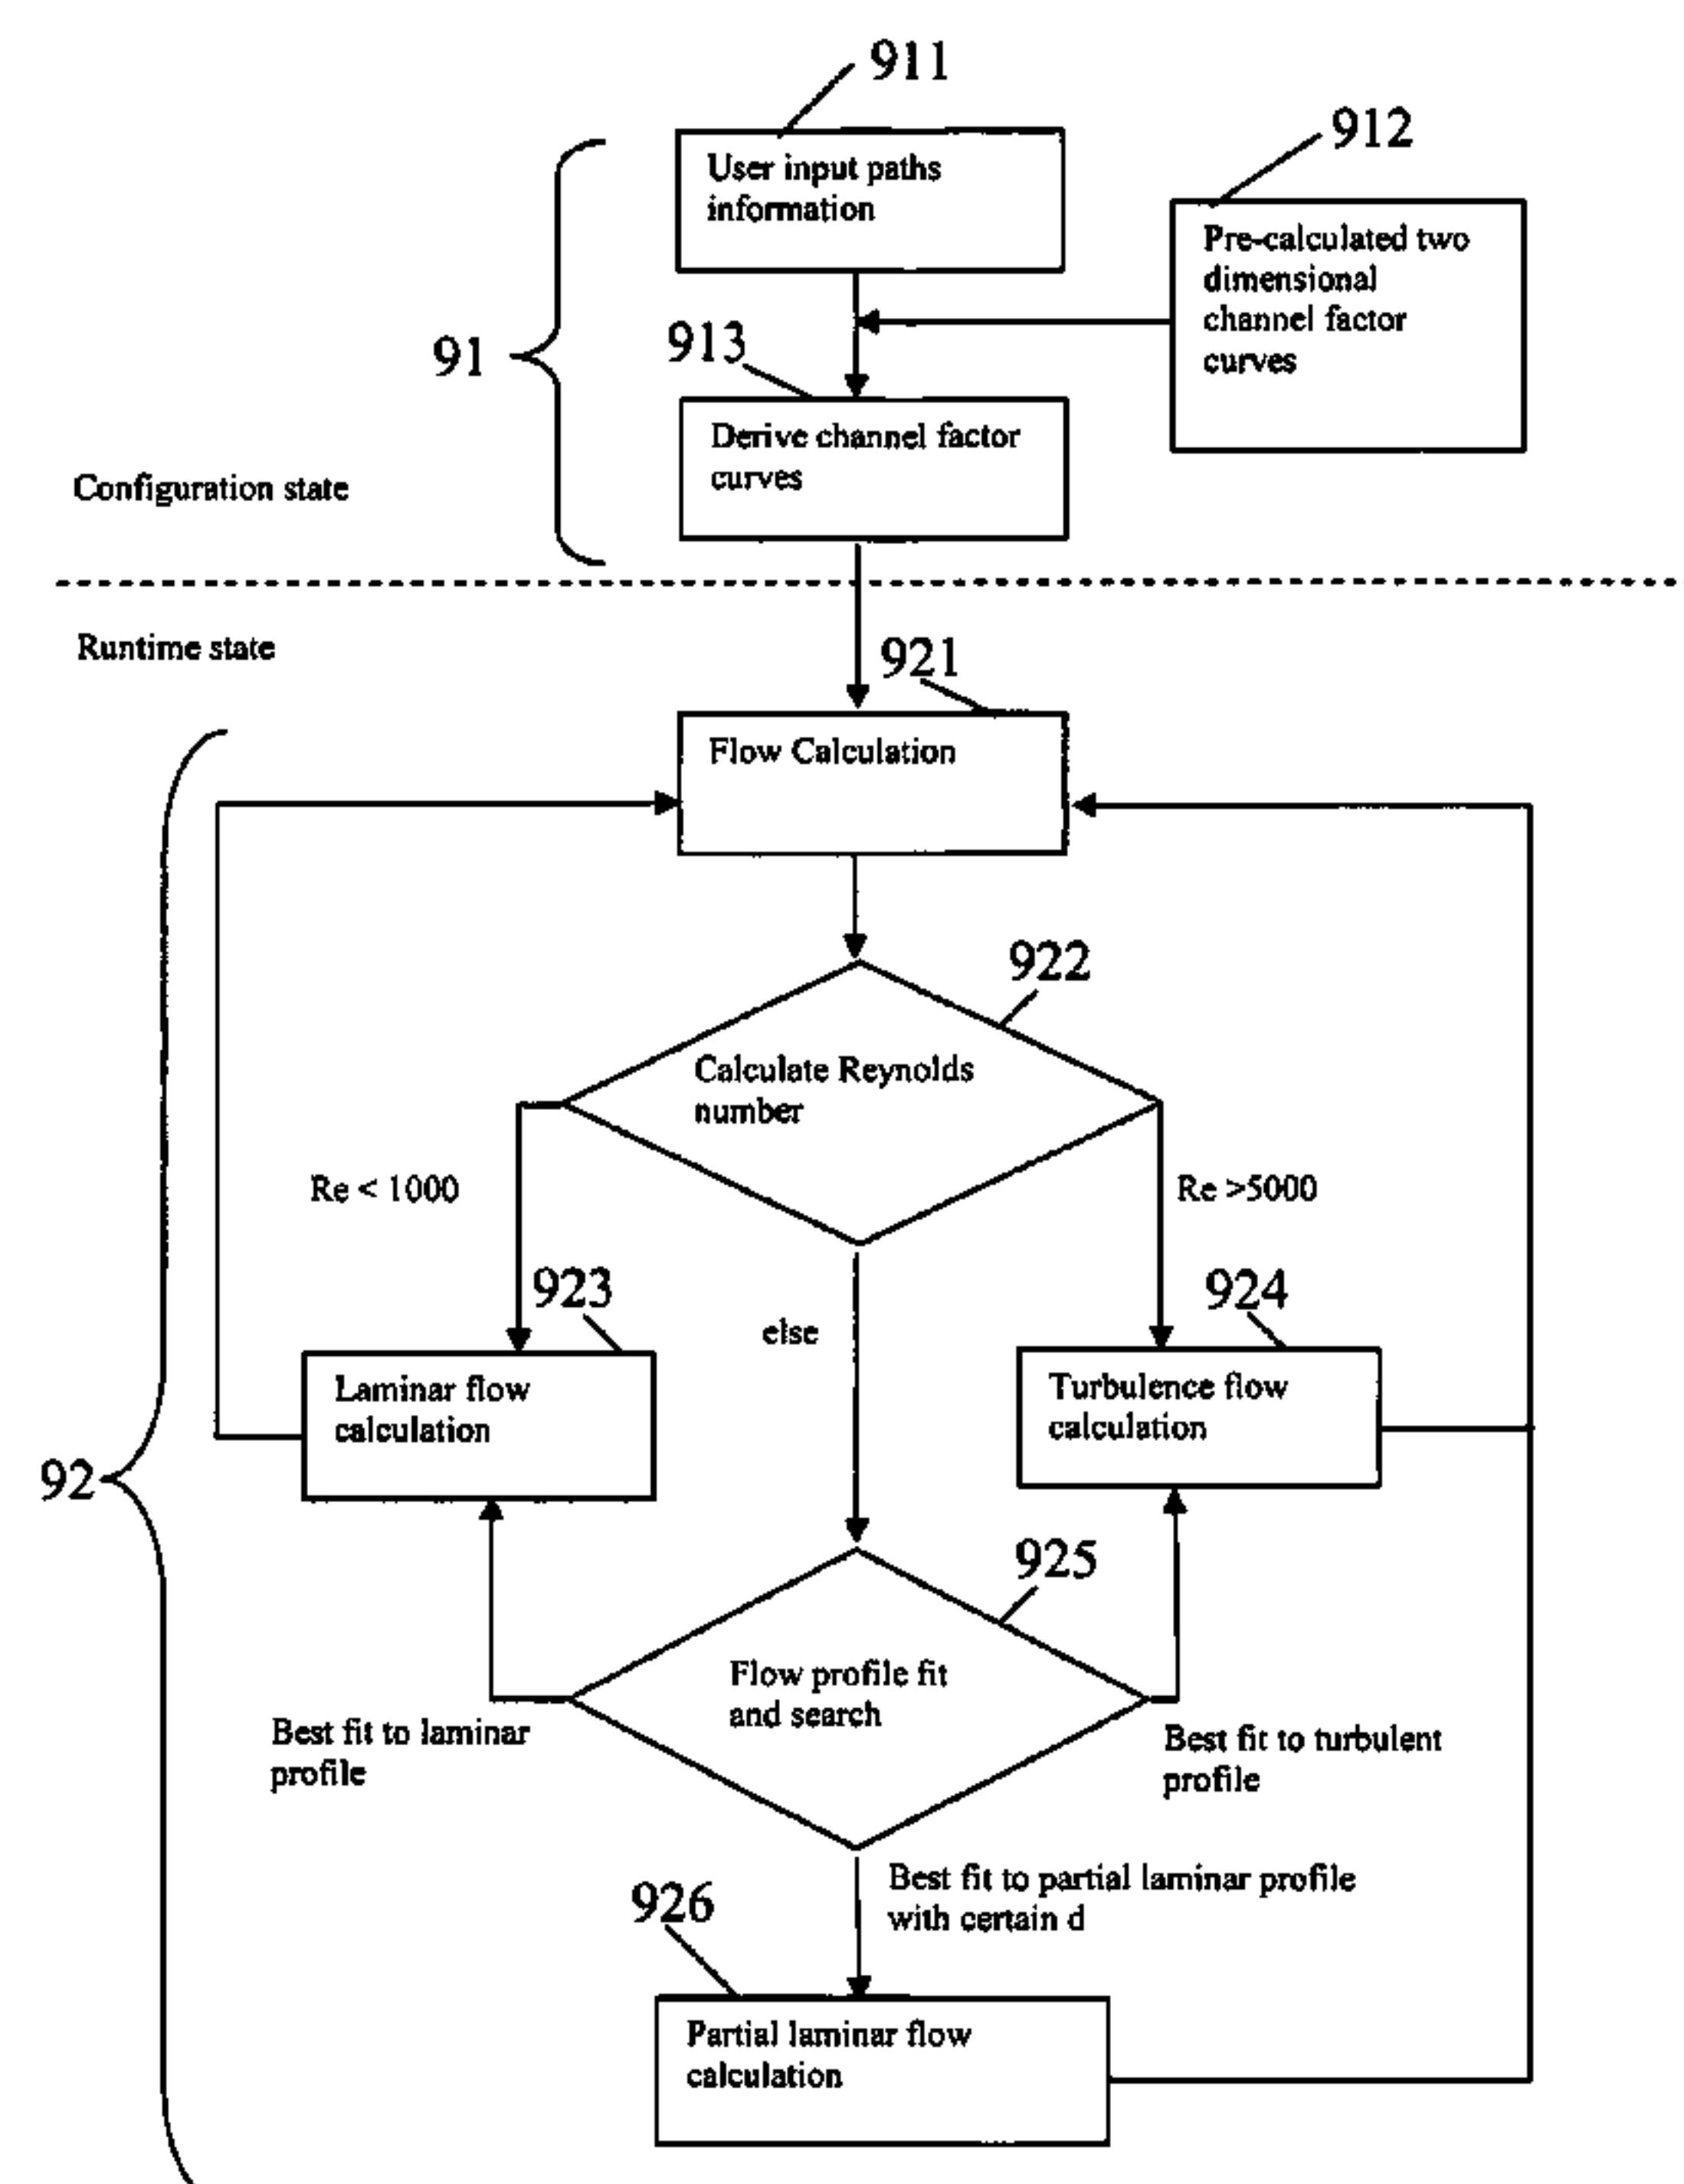 911
912
User input paths
information
Pre-calculated two
dimensional
channel factor
curves
91
913
Derive channel factor
curves
Configuration state
Runtime state
921
Flow Calculation
922
Calculate Reynolds
number
Re < 1000
Re >5000
923
924
else
Laminar flow
calculation
Turbulence flow
calculation
92
925
Flow profile fit
and search
Best fit to laminar
profile
Best fit to turbulent
profile
926
Best fit to partial laminar profile
with certain d
Partial laminar flow
calculation